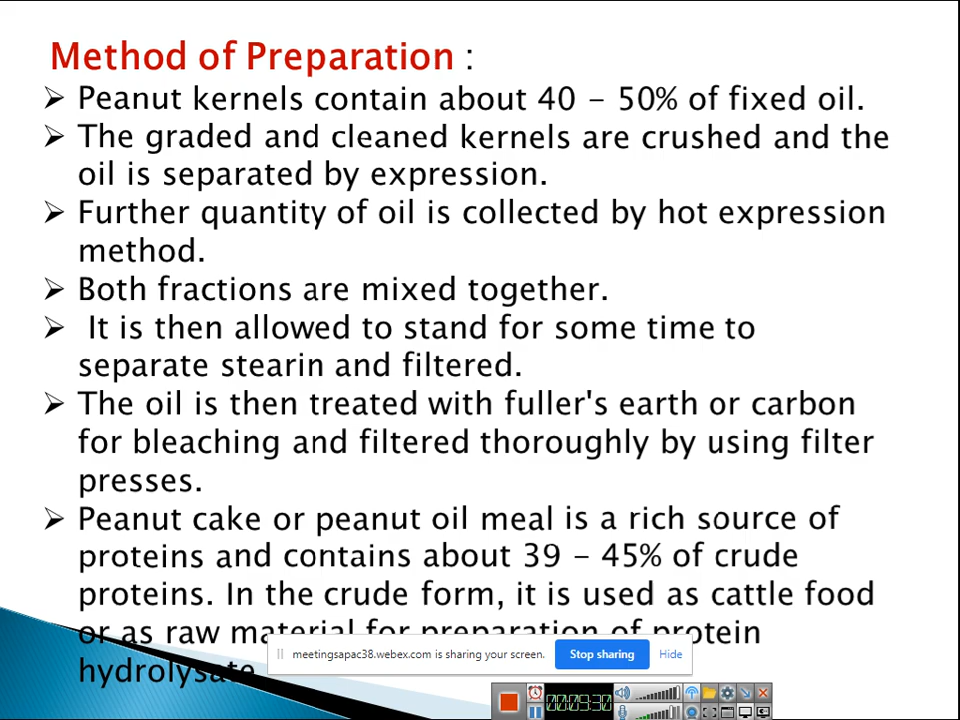 Method of Preparation :
➢ Peanut kernels contain about 40 – 50% of fixed oil.
➢ The graded and cleaned kernels are crushed and the
oil is separated by expression.
➢ Further quantity of oil is collected by hot expression
method.
➢ Both fractions are mixed together.
➢ It is then allowed to stand for some time to
separate stearin and filtered.
➢ The oil is then treated with fuller's earth or carbon
for bleaching and filtered thoroughly by using filter
presses.
➢ Peanut cake or peanut oil meal is a rich source of
proteins and contains about 39 – 45% of crude
proteins. In the crude form, it is used as cattle food
or as raw material for preparation of protein
hydrolysate
meetingsapac38.webex.com is sharing your screen.
Stop sharing
Hide
00:09:30